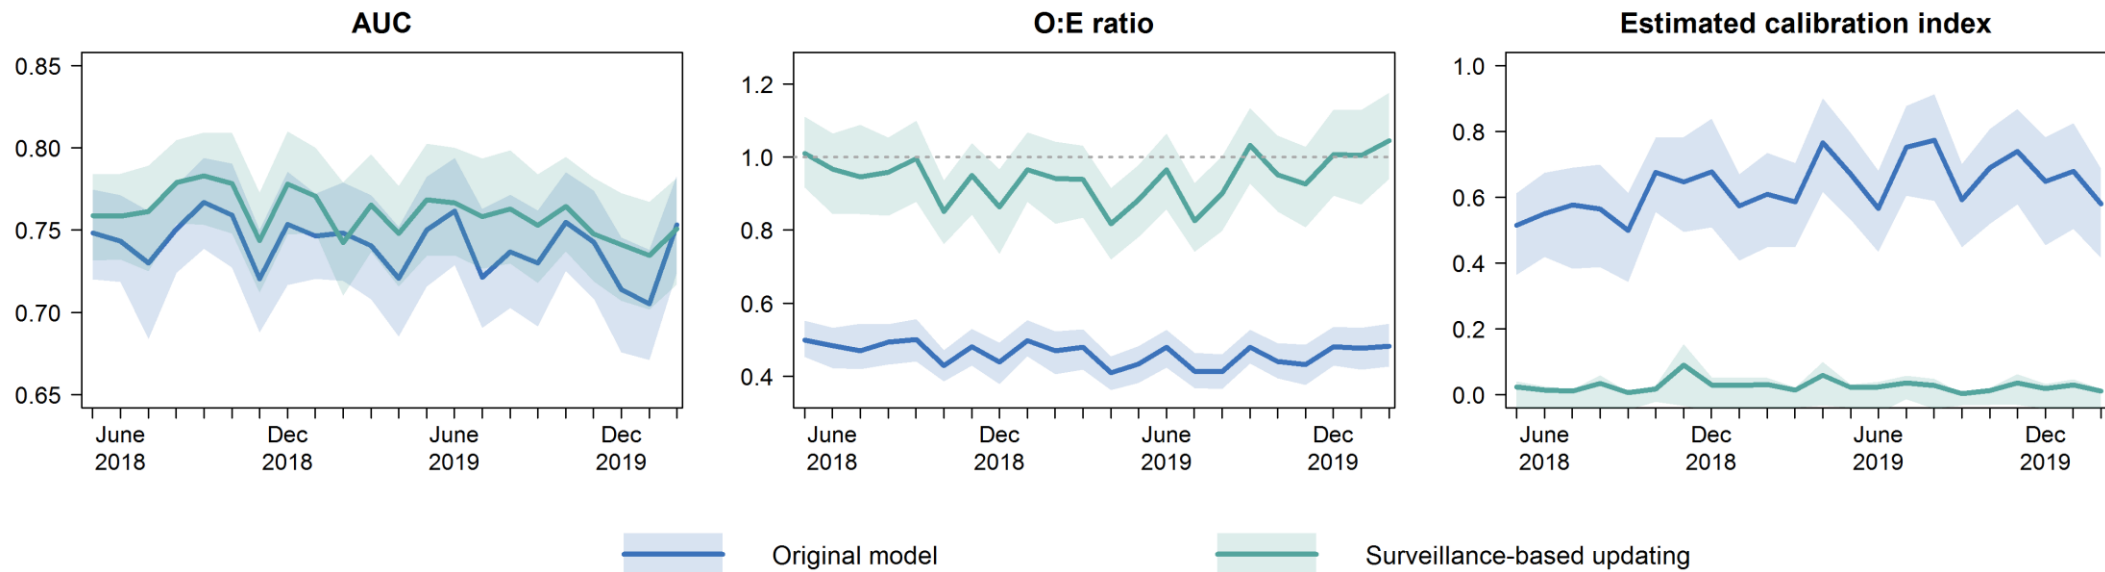 AUC
0.85
0.80
0.75
0.70
0.65
June
2018
Dec
2018
June
2019
Dec
2019
O:E ratio
1.2
1.0
0.8
0.6
0.4
June
2018
Dec
2018
June
2019
Dec
2019
Estimated calibration index
1.0
0.8
0.6
0.4
0.2
0.0
June
2018
Dec
2018
June
2019
Dec
2019
Original model
Surveillance-based updating